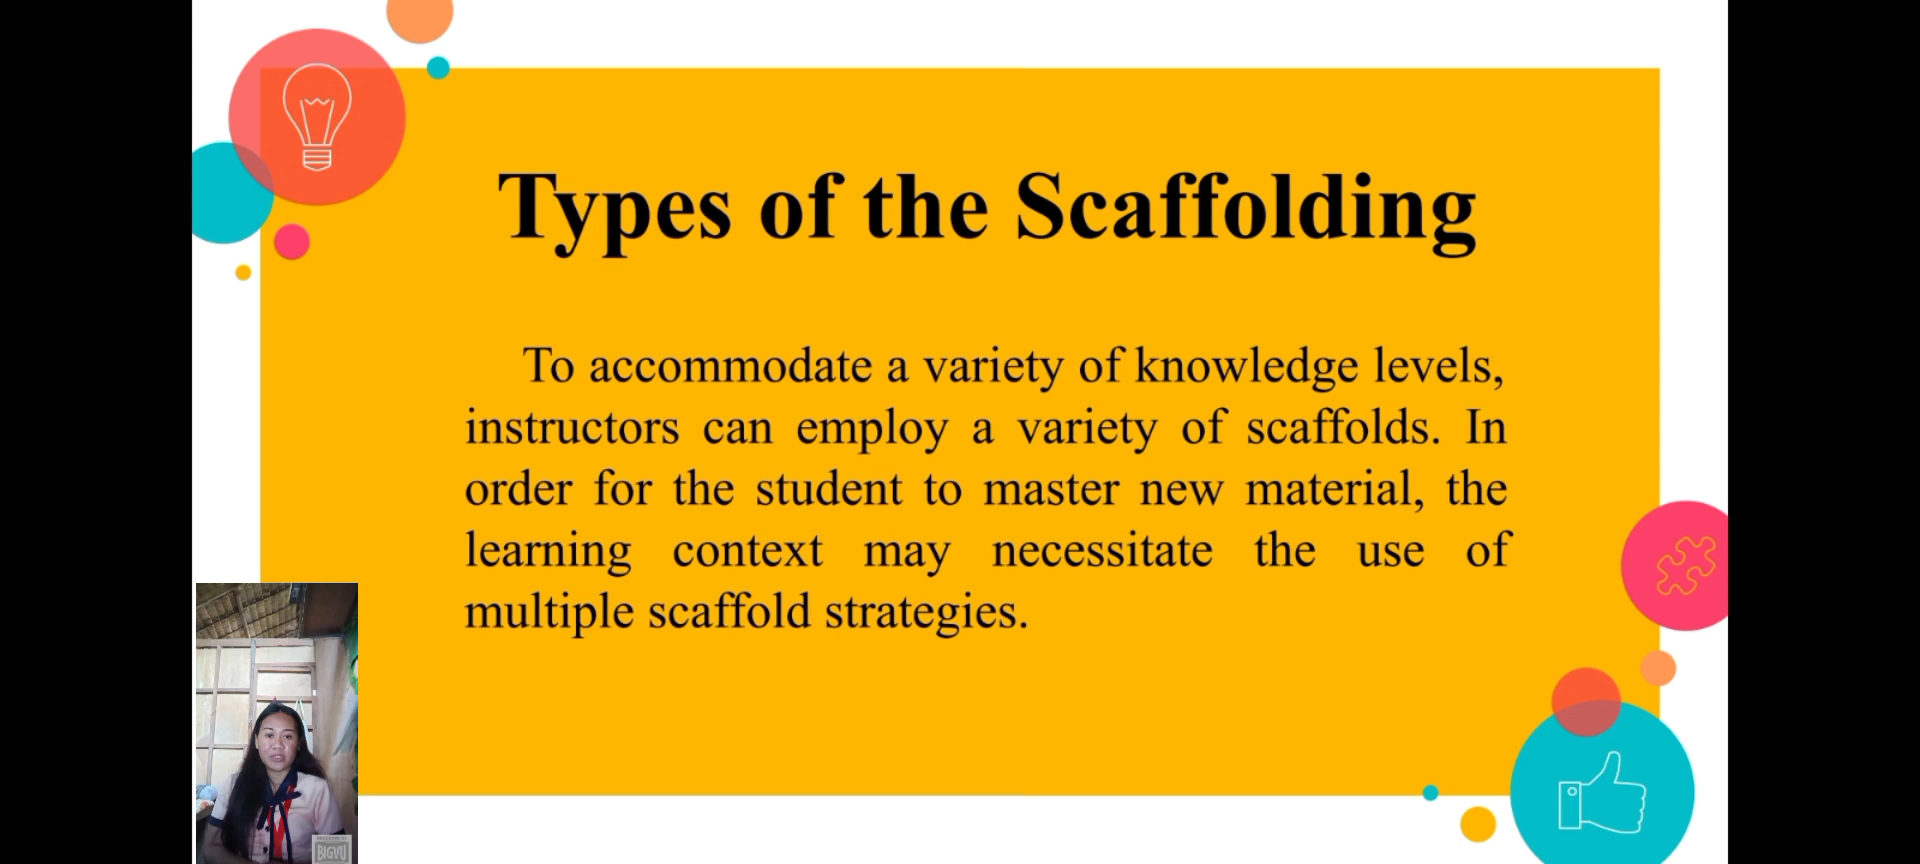 Types of the Scaffolding
To accommodate a variety of knowledge levels,
instructors can employ a variety of scaffolds. In
order for the student to master new material, the
learning context may necessitate the use of
multiple scaffold strategies.
BIGVU